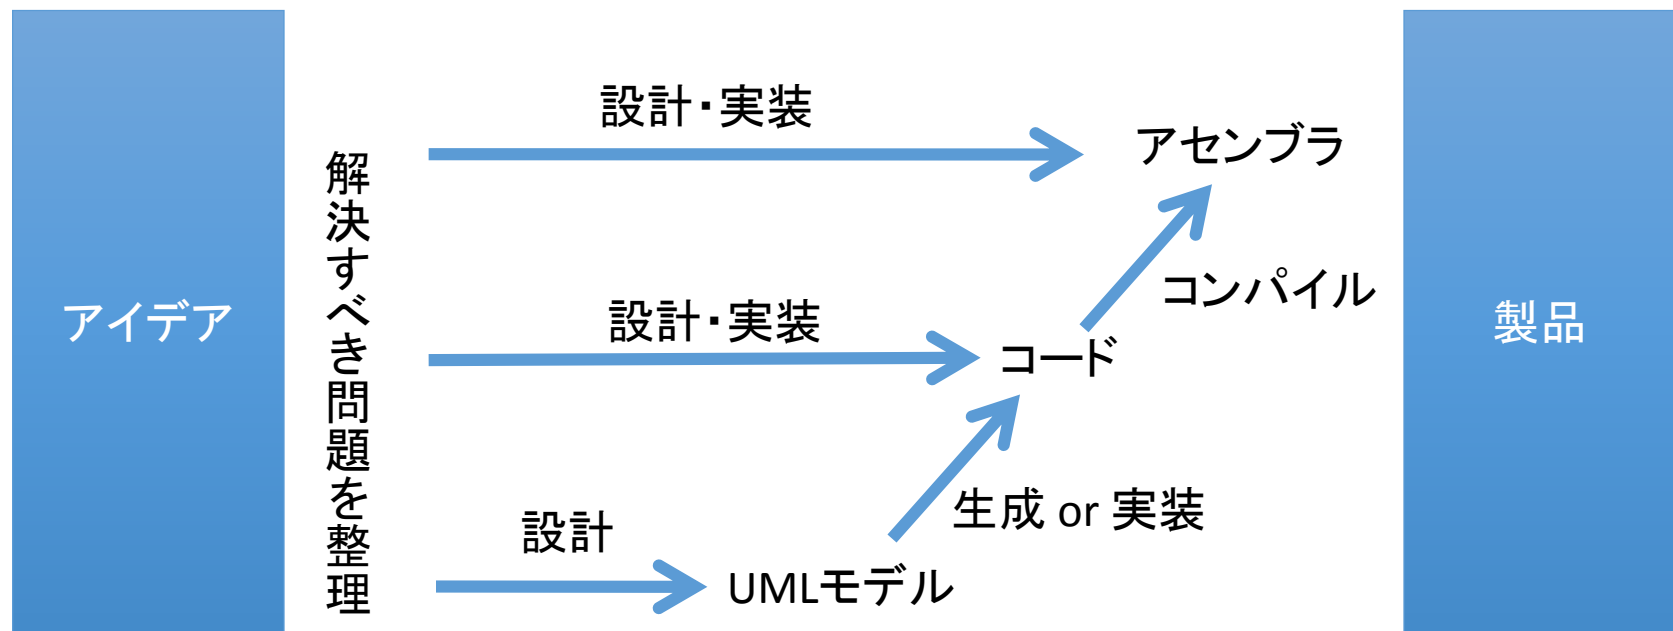 アイデア
解決すべき問題を整理
設計・実装
アセンブラ
コンパイル
設計・実装
コード
生成 or 実装
設計
UMLモデル
製品